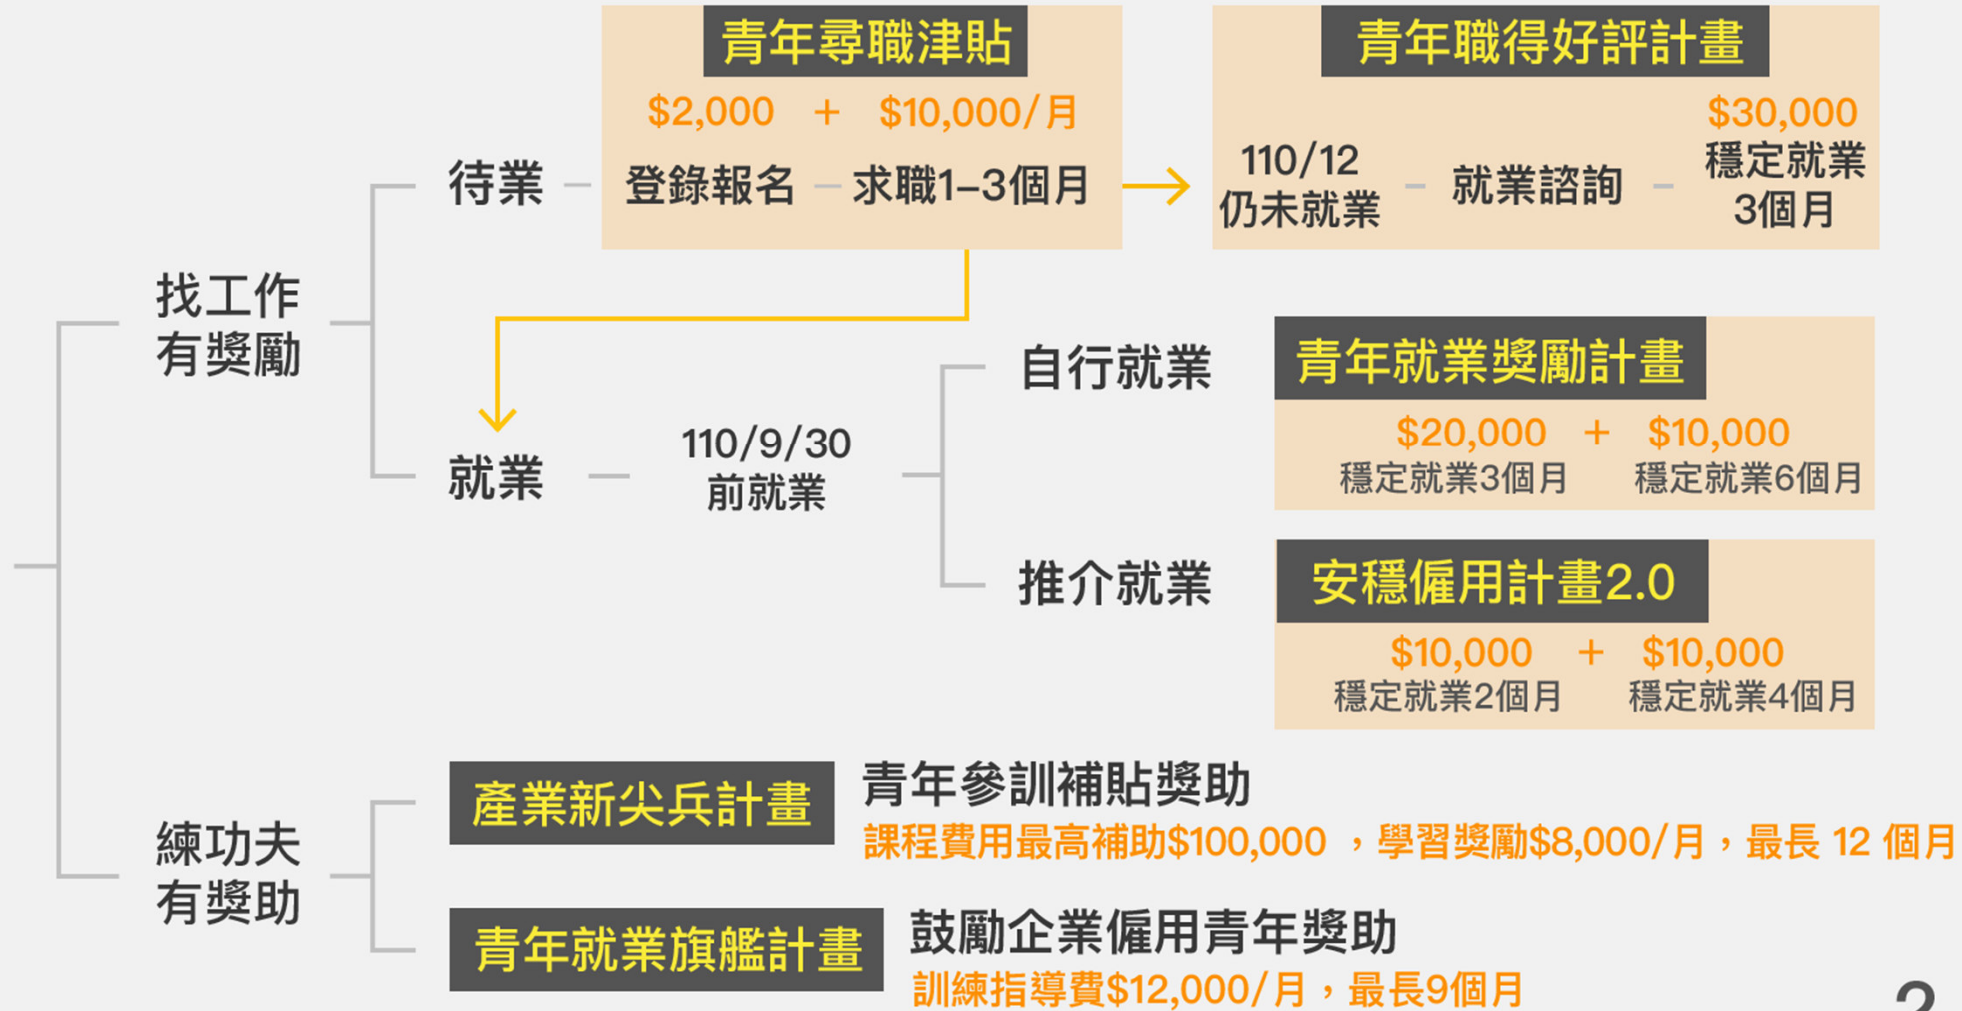 青年尋職津貼
$2,000 + $10,000/月
待業
登錄報名
求職1-3個月
青年職得好評計畫
110/12
仍未就業
就業諮詢
$30,000
穩定就業
3個月
找工作
有獎勵
就業
110/9/30
前就業
自行就業
青年就業獎勵計畫
$20,000 + $10,000
穩定就業3個月 穩定就業6個月
推介就業
安穩僱用計畫2.0
$10,000 + $10,000
穩定就業2個月 穩定就業4個月
練功夫
有獎助
產業新尖兵計畫
青年參訓補貼獎助
課程費用最高補助$100,000 ，學習獎勵$8,000/月，最長 12 個月
青年就業旗艦計畫
鼓勵企業僱用青年獎助
訓練指導費$12,000/月，最長9個月